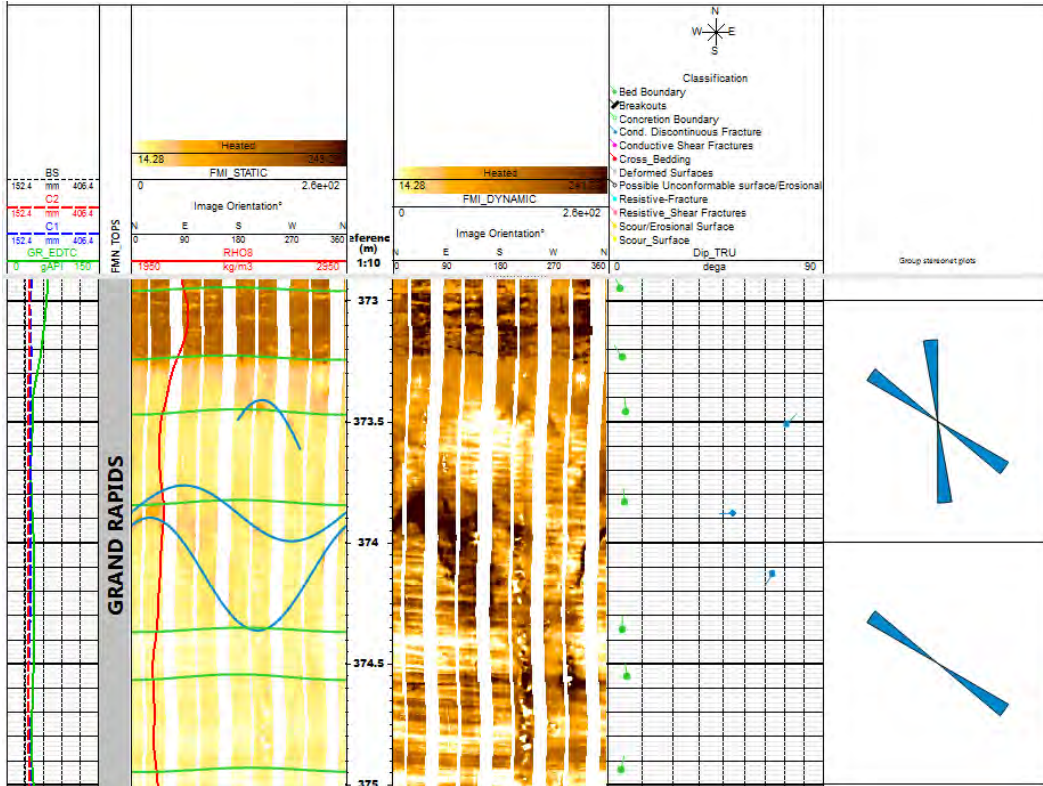 N
W E
S
Classification
Bed Boundary
Breakouts
Concretion Boundary
Cond. Discontinuous Fracture
Conductive Shear Fractures
Cross_Bedding
Deformed Surfaces
Possible Unconformable surface/Erosional
Resistive-Fracture
Resistive_Shear Fractures
Scour/Erosional Surface
Scour_Surface
Dip_TRU
0 dega 90
Group stereonet plots
BS
152.4 mm 406.4
C2
152.4 mm 406.4
C1
152.4 mm 406.4
GR_EDTC
0 gAPI 150
FMN_TOPS
Heated
14.28
FMI_STATIC
0 2.6e+02
Image Orientation°
N E S W N
0 90 180 270 360
RHO8
1950 kg/m3 2950
eferenc
(m)
1:10
Heated
14.28
FMI_DYNAMIC
0 2.6e+02
Image Orientation°
N E S W N
0 90 180 270 360
GRAND RAPIDS
373
373.5
374
374.5
375